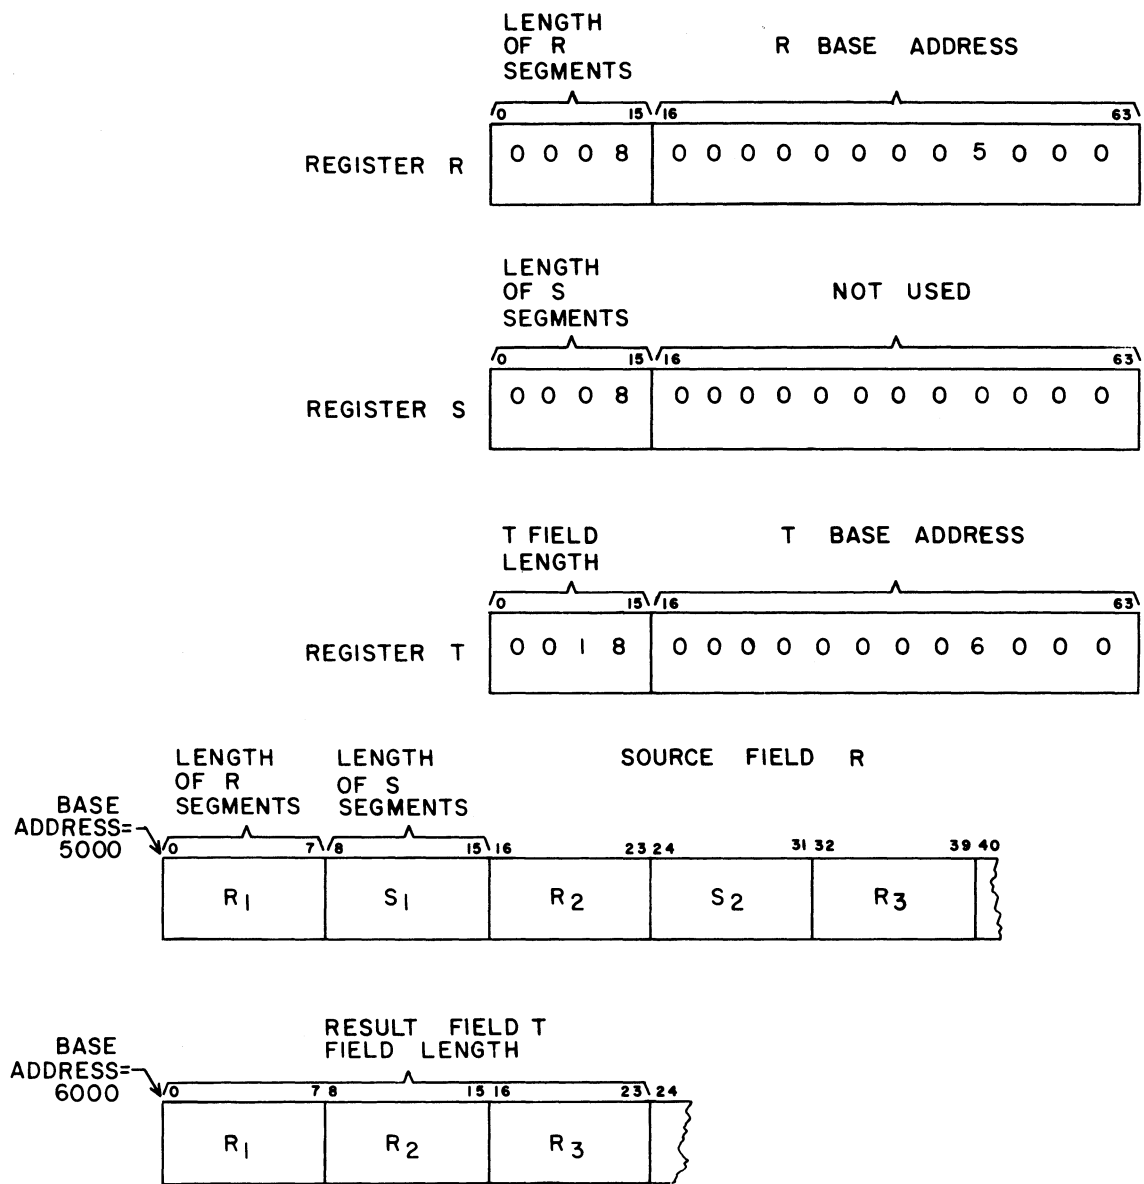 LENGTH
OF R
SEGMENTS
R BASE ADDRESS
0 15 16 63
REGISTER R
0 0 0 8 0 0 0 0 0 0 0 0 0 5 0 0 0
LENGTH
OF S
SEGMENTS
NOT USED
0 15 16 63
REGISTER S
0 0 0 8 0 0 0 0 0 0 0 0 0 0 0 0 0 0
T FIELD
LENGTH
T BASE ADDRESS
0 15 16 63
REGISTER T
0 0 1 8 0 0 0 0 0 0 0 0 0 6 0 0 0
LENGTH
OF R
SEGMENTS
LENGTH
OF S
SEGMENTS
SOURCE FIELD R
BASE
ADDRESS=
5000
0 7 8 15 16 23 24 31 32 39 40
R1 S1 R2 S2 R3
RESULT FIELD T
FIELD LENGTH
BASE
ADDRESS=
6000
0 7 8 15 16 23 24
R1 R2 R3